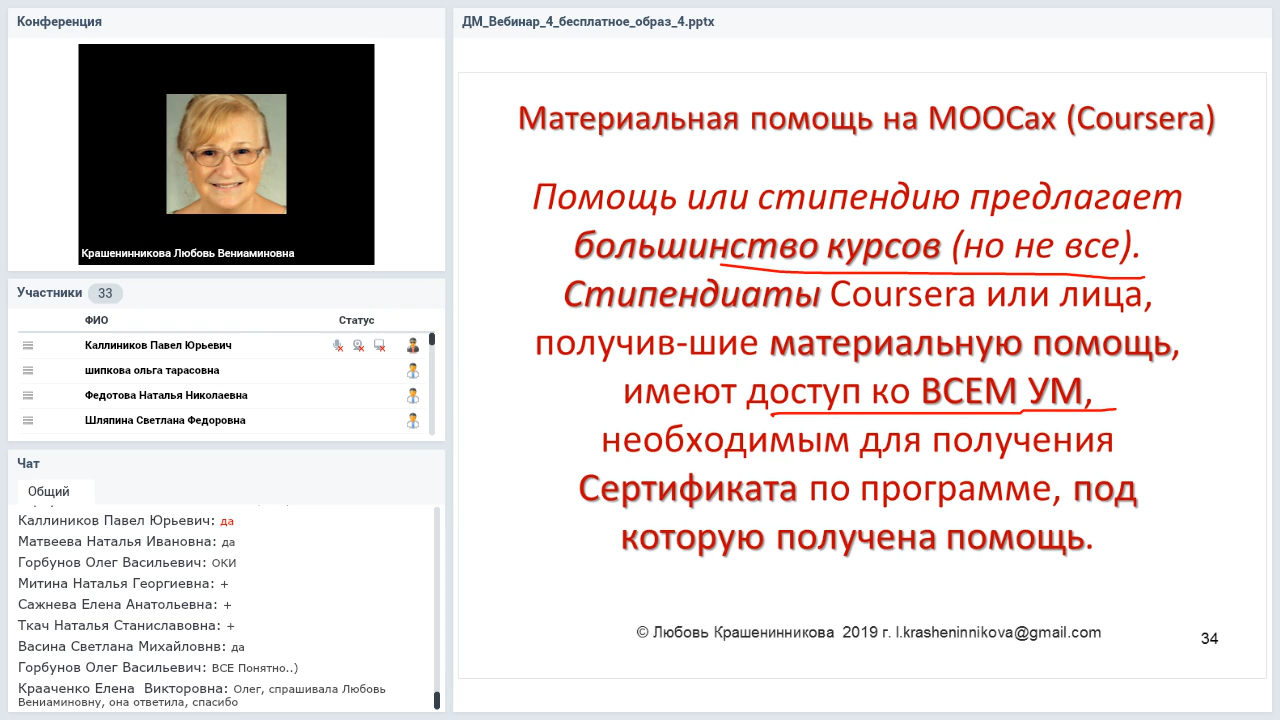 Конференция
Крашенинникова Любовь Вениаминовна
Участники 33
ФИО Статус
Каллиников Павел Юрьевич
шипкова ольга тарасовна
Федотова Наталья Николаевна
Шляпина Светлана Федоровна
Чат
Общий
Каллиников Павел Юрьевич: да
Матвеева Наталья Ивановна: да
Горбунов Олег Васильевич: ОКИ
Митина Наталья Георгиевна: +
Сажнева Елена Анатольевна: +
Ткач Наталья Станиславовна: +
Васина Светлана Михайловнв: да
Горбунов Олег Васильевич: ВСЕ Понятно..)
Крааченко Елена Викторовна: Олег, спрашивала Любовь
Вениаминовну, она ответила, спасибо
ДМ_Вебинар_4_бесплатное_образ_4.pptx
Материальная помощь на МООСах (Coursera)
Помощь или стипендию предлагает
большинство курсов (но не все).
Стипендиаты Coursera или лица,
получив-шие материальную помощь,
имеют доступ ко ВСЕМ УМ,
необходимым для получения
Сертификата по программе, под
которую получена помощь.
© Любовь Крашенинникова 2019 г. l.krasheninnikova@gmail.com
34